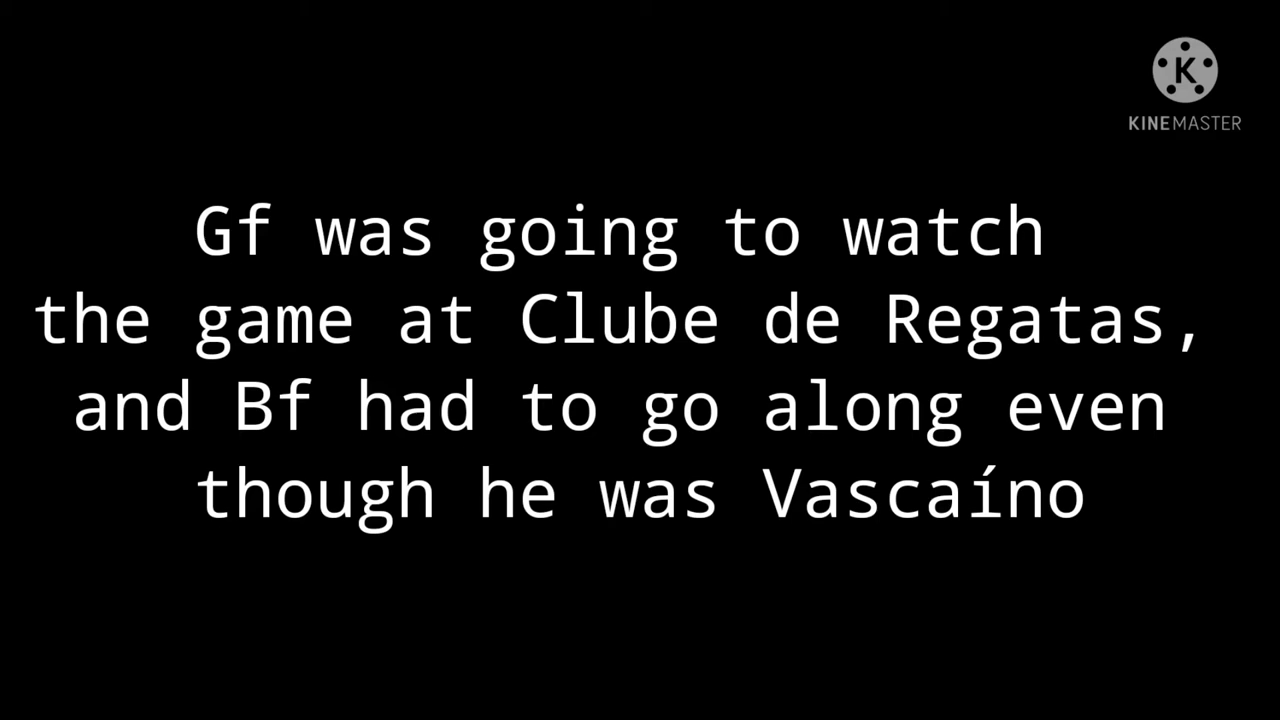 KINEMASTER
Gf was going to watch
the game at Clube de Regatas,
and Bf had to go along even
though he was Vascaíno